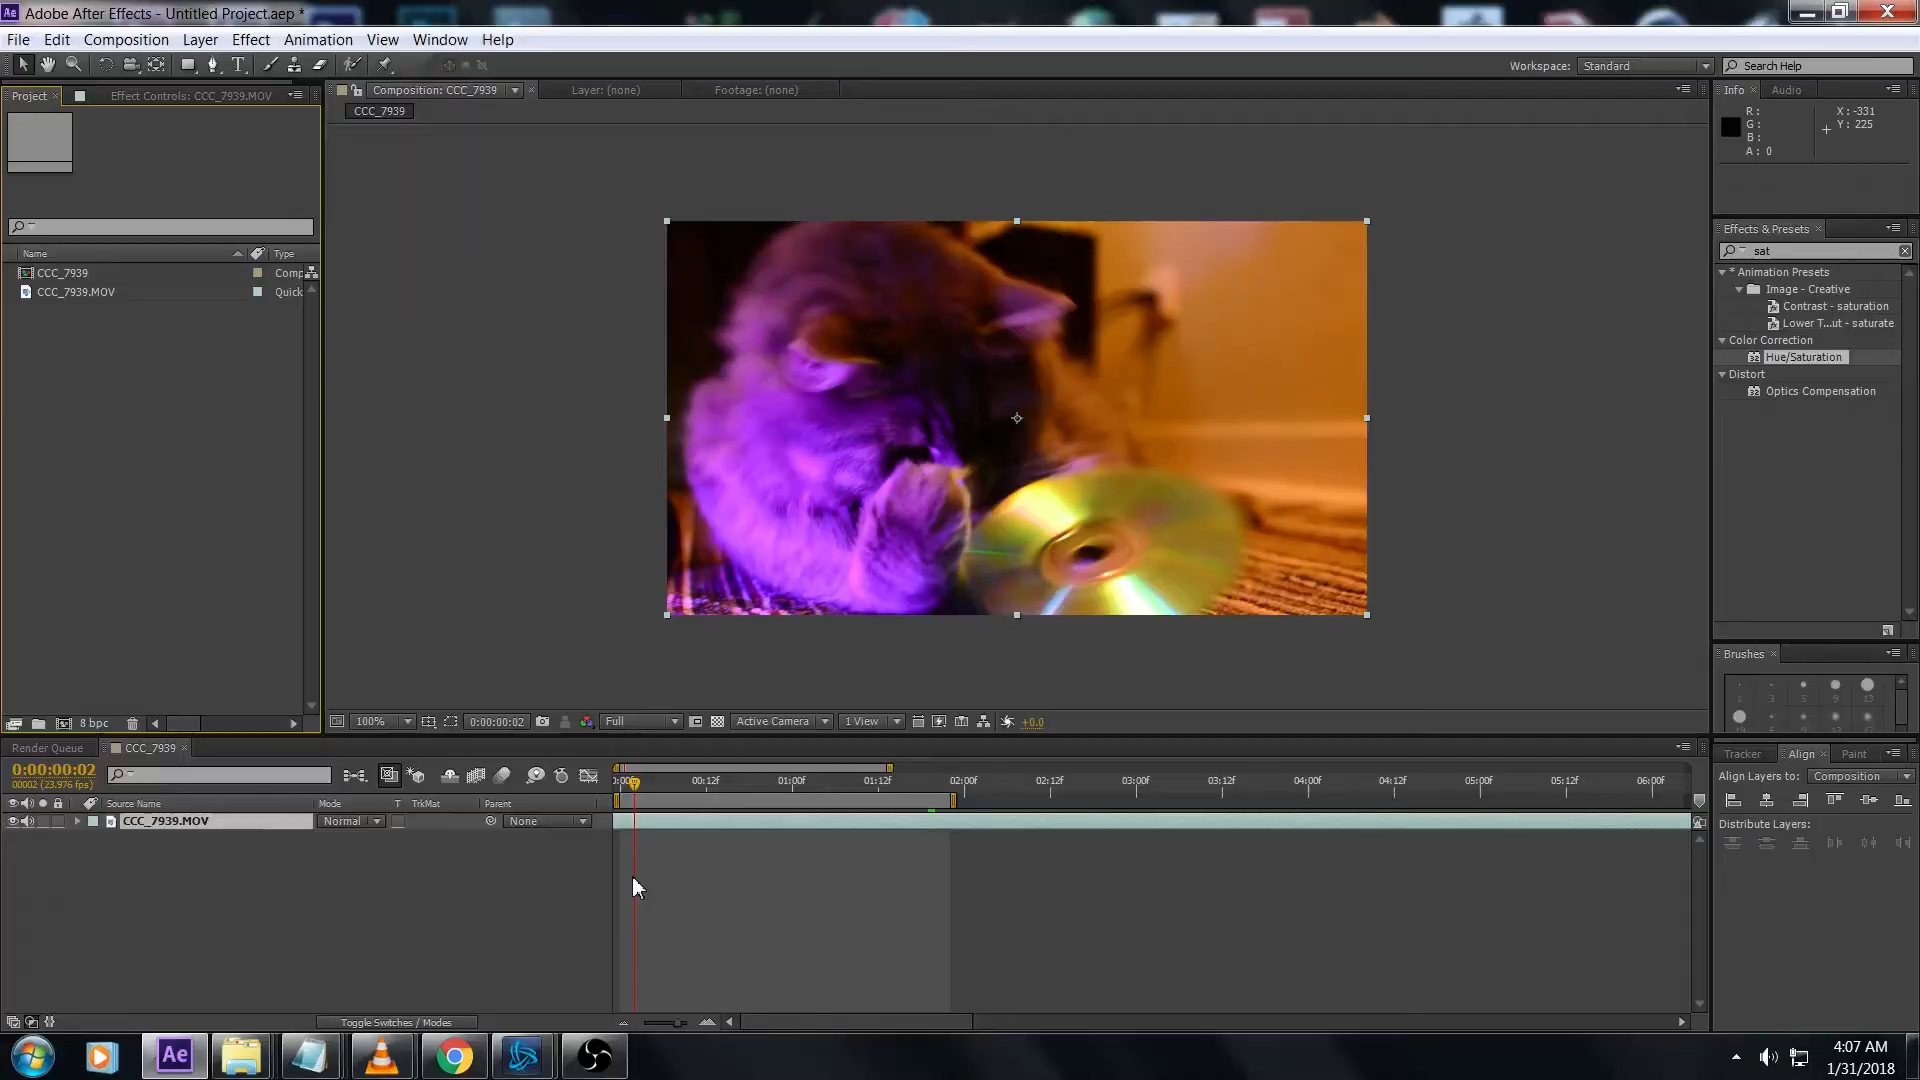 Adobe After Effects - Untitled Project.aep *
File Edit Composition Layer Effect Animation View Window Help
Workspace: Standard Search Help
Project Effect Controls: CCC_7939.MOV
Composition: CCC_7939 Layer: (none) Footage: (none)
CCC_7939
Info Audio
R: X: -331
G: Y: 225
B:
A: 0
Effects & Presets
sat
* Animation Presets
Image - Creative
Contrast - saturation
Lower T...ut - saturate
Color Correction
Hue/Saturation
Distort
Optics Compensation
Name Type
CCC_7939 Comp
CCC_7939.MOV Quick
Brushes
1 3 5 9 13
8 bpc
100% 0:00:00:02 Full Active Camera 1 View +0.0
Render Queue CCC_7939
0:00:00:02
00002 (23.976 fps)
00:12f 01:00f 01:12f 02:00f 02:12f 03:00f 03:12f 04:00f 04:12f 05:00f 05:12f 06:00f
Source Name Mode T TrkMat Parent
CCC_7939.MOV Normal None
Toggle Switches / Modes
Tracker Align Paint
Align Layers to: Composition
Distribute Layers:
Ae
4:07 AM
1/31/2018